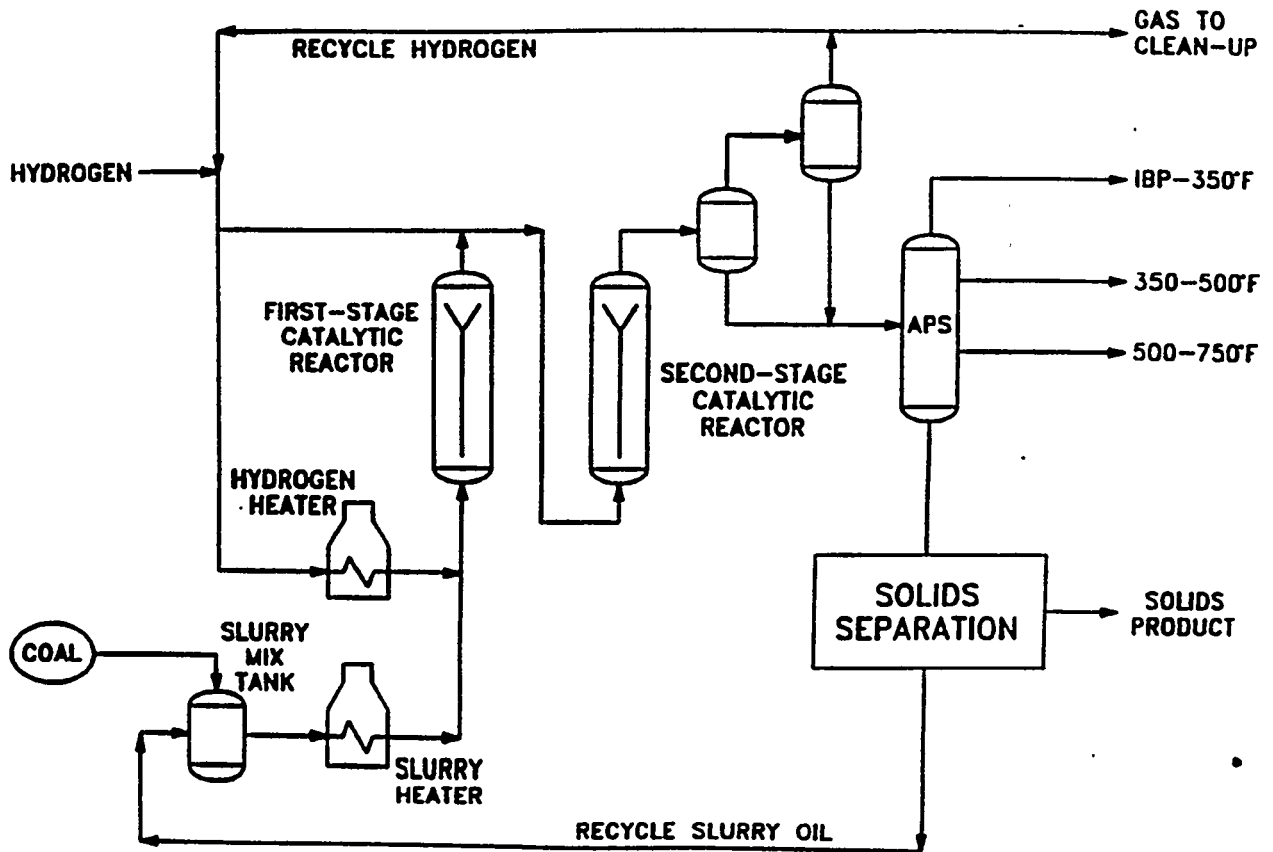 GAS TO
CLEAN-UP
RECYCLE HYDROGEN
HYDROGEN
IBP-350°F
350-500°F
500-750°F
APS
FIRST-STAGE
CATALYTIC
REACTOR
SECOND-STAGE
CATALYTIC
REACTOR
HYDROGEN
HEATER
SOLIDS
SEPARATION
SOLIDS
PRODUCT
COAL
SLURRY
MIX
TANK
SLURRY
HEATER
RECYCLE SLURRY OIL